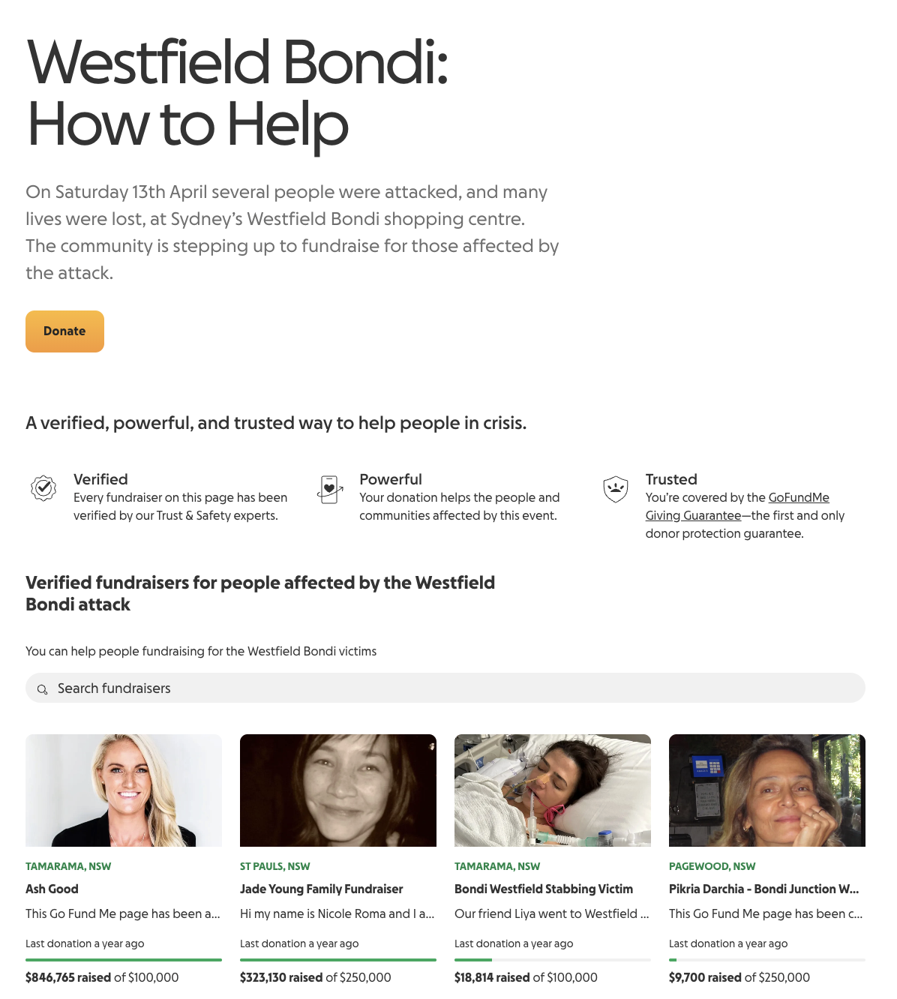 Westfield Bondi:
How to Help
On Saturday 13th April several people were attacked, and many
lives were lost, at Sydney’s Westfield Bondi shopping centre.
The community is stepping up to fundraise for those affected by
the attack.
Donate
A verified, powerful, and trusted way to help people in crisis.
Verified
Every fundraiser on this page has been
verified by our Trust & Safety experts.
Powerful
Your donation helps the people and
communities affected by this event.
Trusted
You’re covered by the GoFundMe
Giving Guarantee—the first and only
donor protection guarantee.
Verified fundraisers for people affected by the Westfield
Bondi attack
You can help people fundraising for the Westfield Bondi victims
Search fundraisers
TAMARAMA, NSW
Ash Good
This Go Fund Me page has been a...
Last donation a year ago
$846,765 raised of $100,000
ST PAULS, NSW
Jade Young Family Fundraiser
Hi my name is Nicole Roma and I a...
Last donation a year ago
$323,130 raised of $250,000
TAMARAMA, NSW
Bondi Westfield Stabbing Victim
Our friend Liya went to Westfield ...
Last donation a year ago
$18,814 raised of $100,000
PAGEWOOD, NSW
Pikria Darchia - Bondi Junction W...
This Go Fund Me page has been c...
Last donation a year ago
$9,700 raised of $250,000